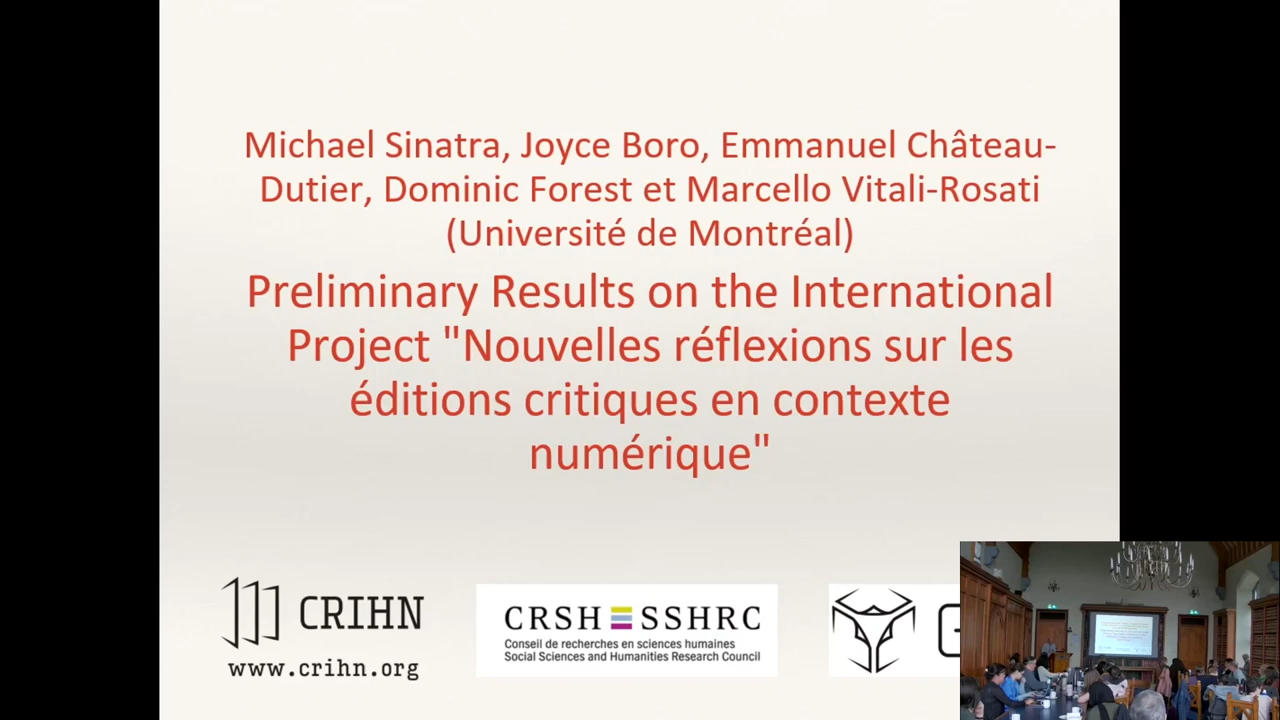 Michael Sinatra, Joyce Boro, Emmanuel Château-
Dutier, Dominic Forest et Marcello Vitali-Rosati
(Université de Montréal)
Preliminary Results on the International
Project "Nouvelles réflexions sur les
éditions critiques en contexte
numérique"
CRIHN
www.crihn.org
CRSH SSHRC
Conseil de recherches en sciences humaines
Social Sciences and Humanities Research Council